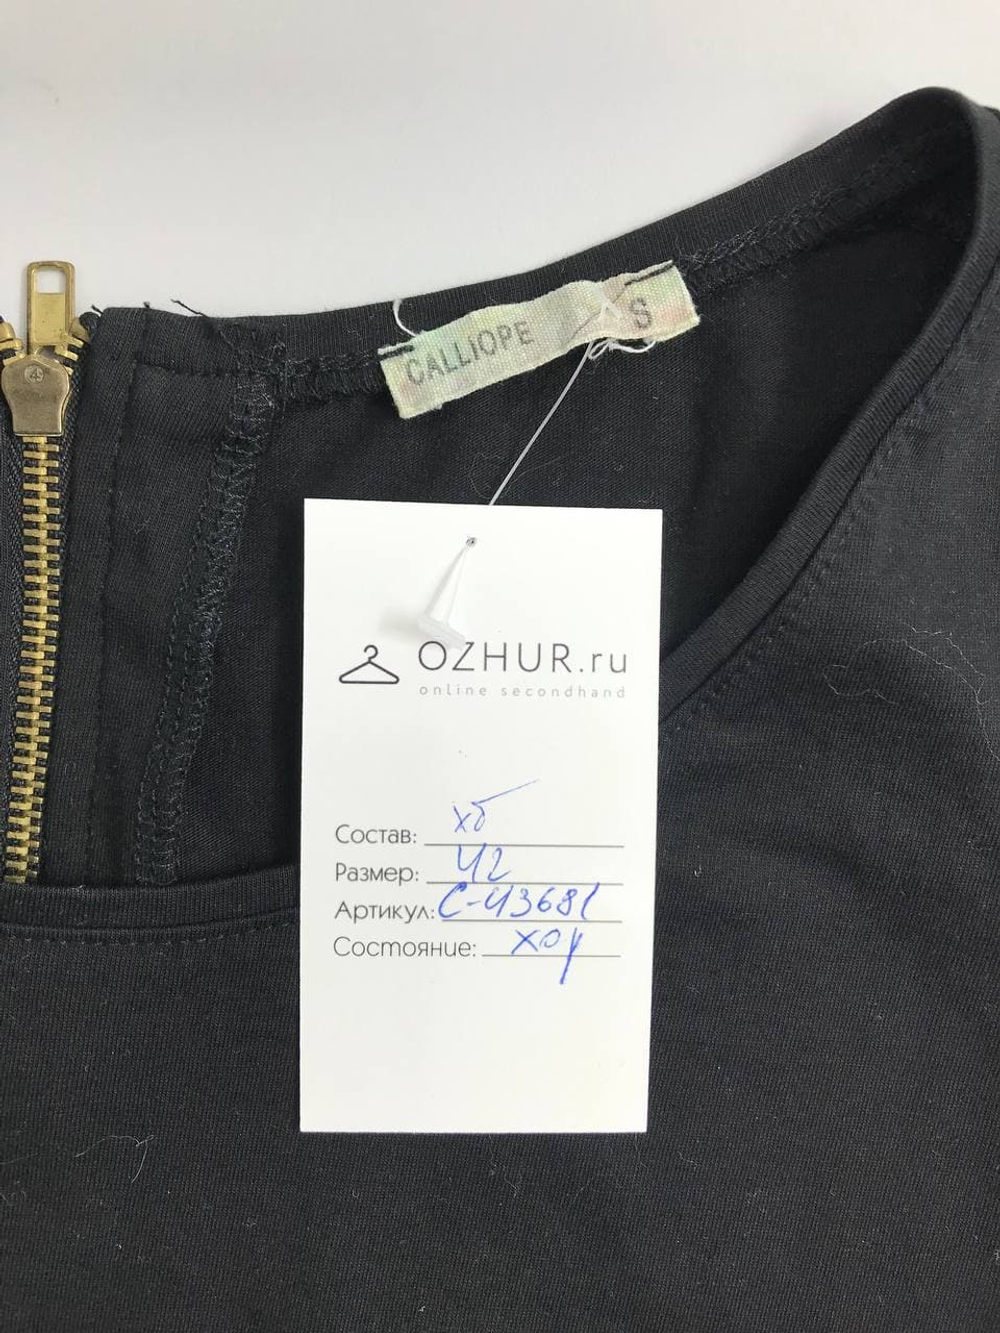 CALLIOPE S
OZHUR.ru
online secondhand
Состав: хб
Размер: 42
Артикул: С-43681
Состояние: хор